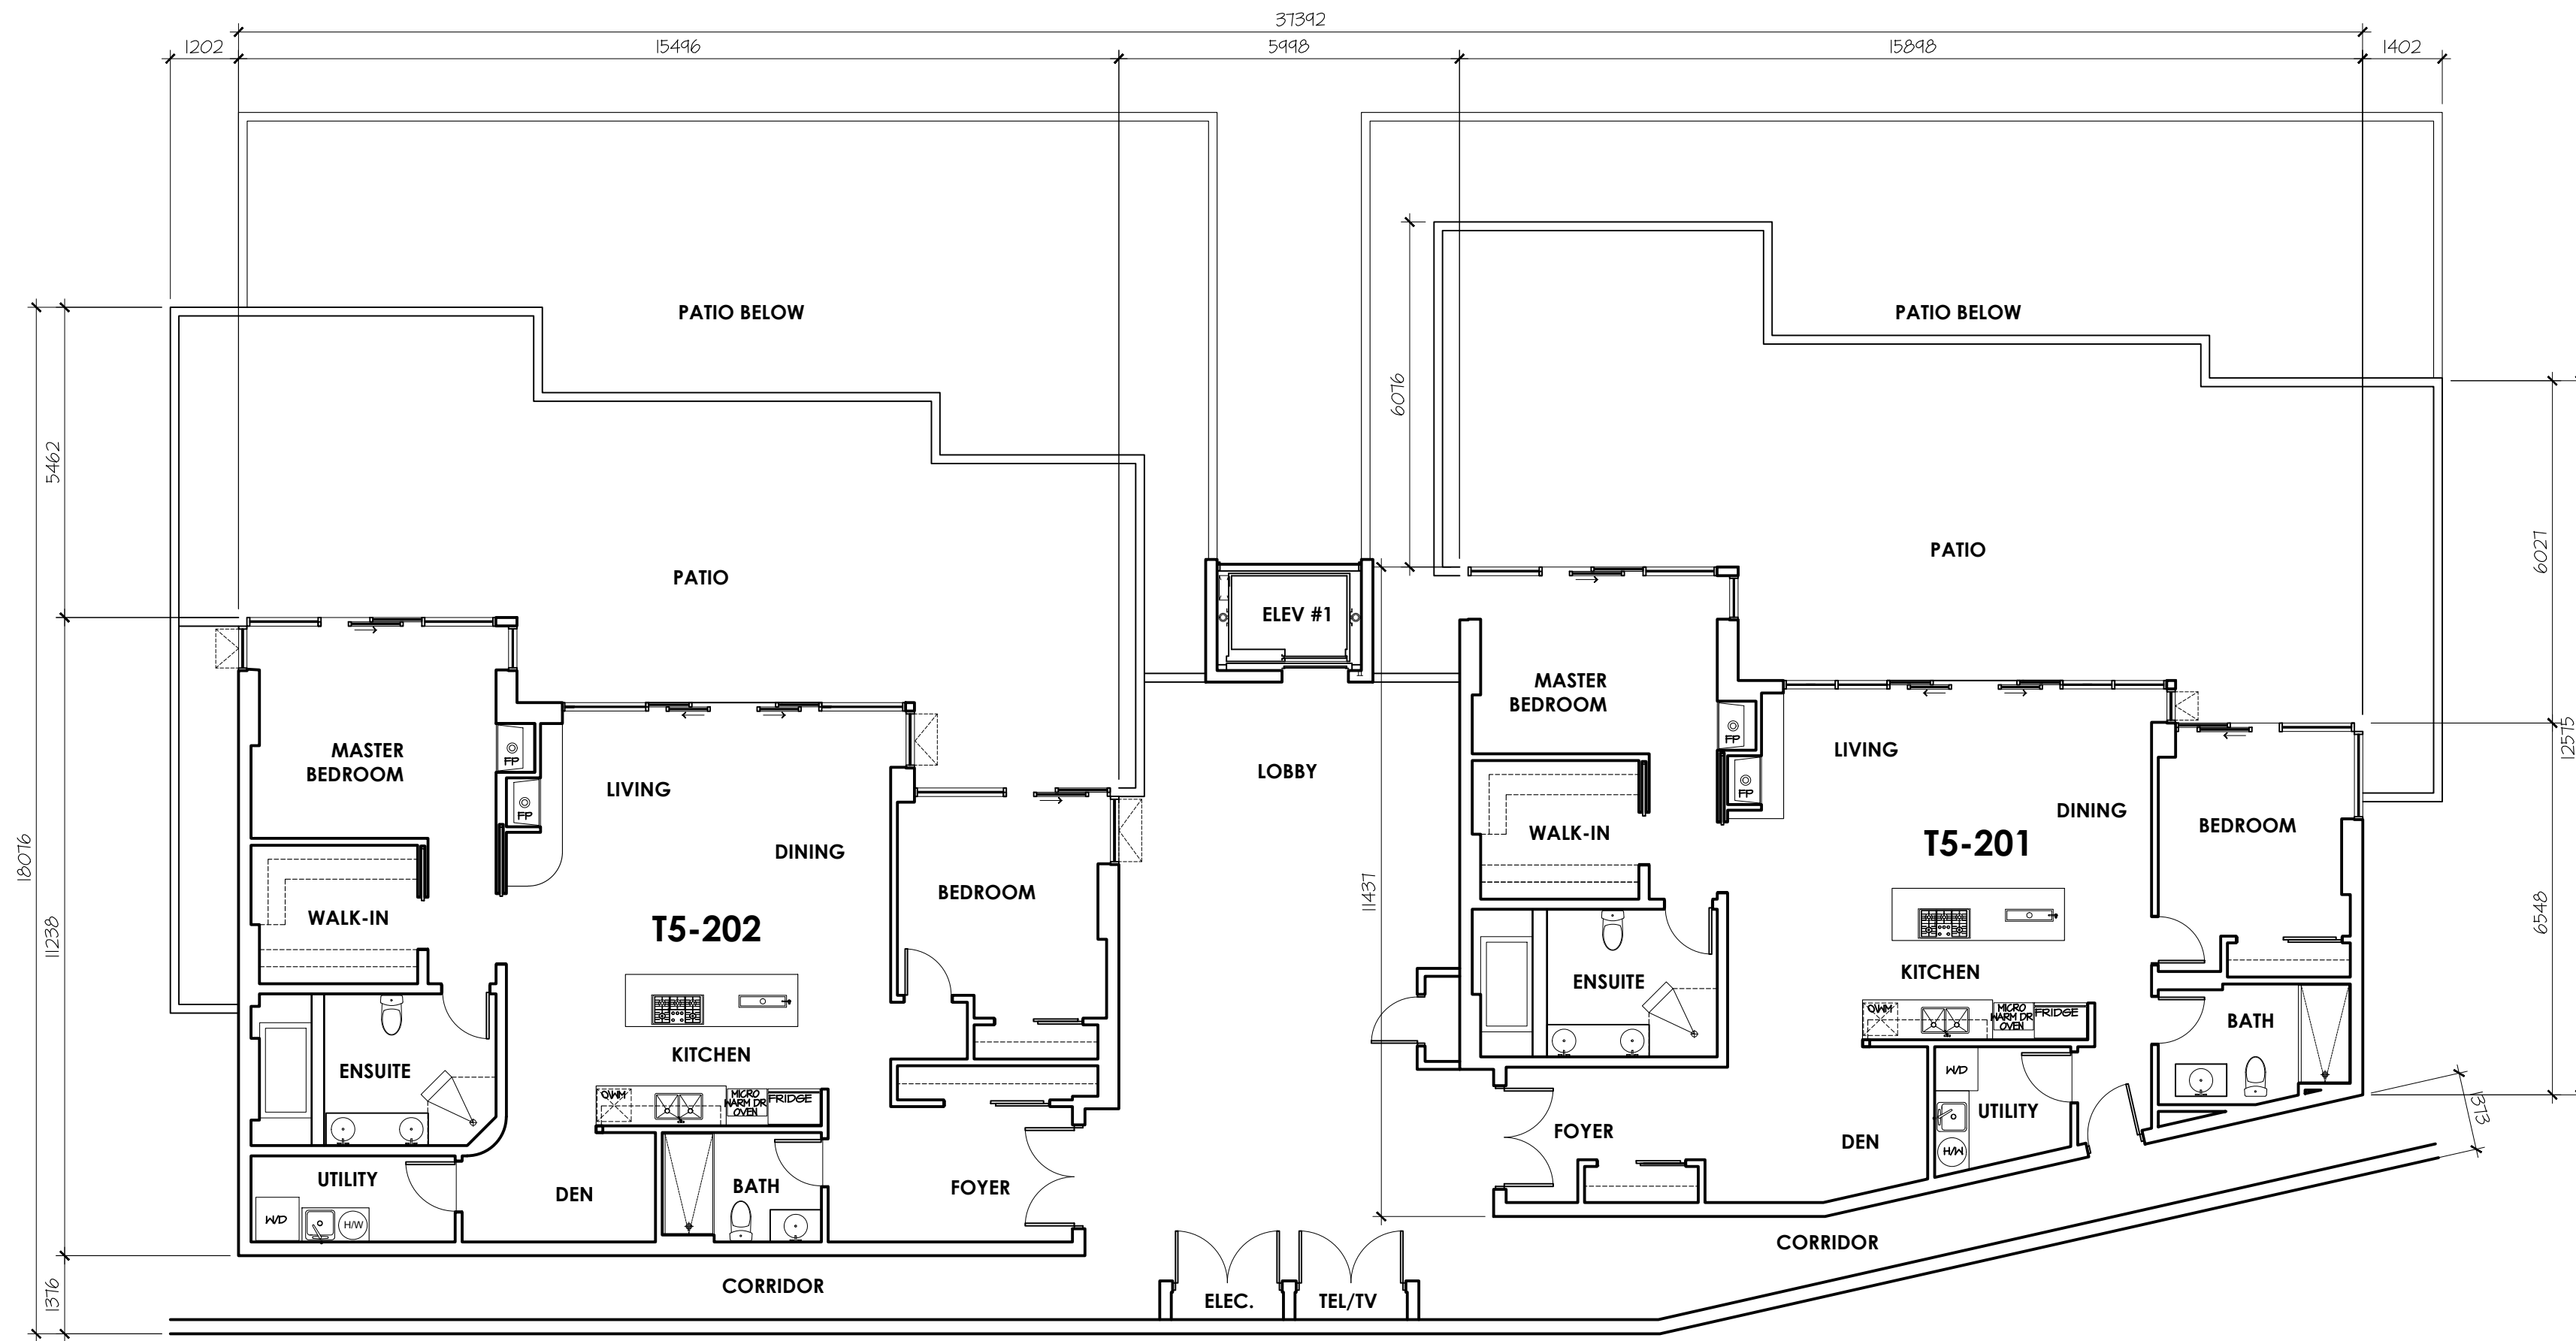 37392
1202
15496
5998
15898
1402
PATIO BELOW
PATIO BELOW
6076
5462
6027
PATIO
PATIO
ELEV #1
MASTER
BEDROOM
MASTER
BEDROOM
FP
FP
LIVING
LOBBY
LIVING
FP
FP
12575
DINING
DINING
BEDROOM
WALK-IN
T5-201
18076
11238
WALK-IN
T5-202
BEDROOM
11437
6548
KITCHEN
ENSUITE
KITCHEN
ENSUITE
D/WM
MICRO
WARM DR
OVEN
FRIDGE
BATH
D/WM
MICRO
WARM DR
OVEN
FRIDGE
W/D
UTILITY
H/W
1373
FOYER
DEN
UTILITY
W/D
H/W
DEN
BATH
FOYER
CORRIDOR
CORRIDOR
1376
ELEC.
TEL/TV